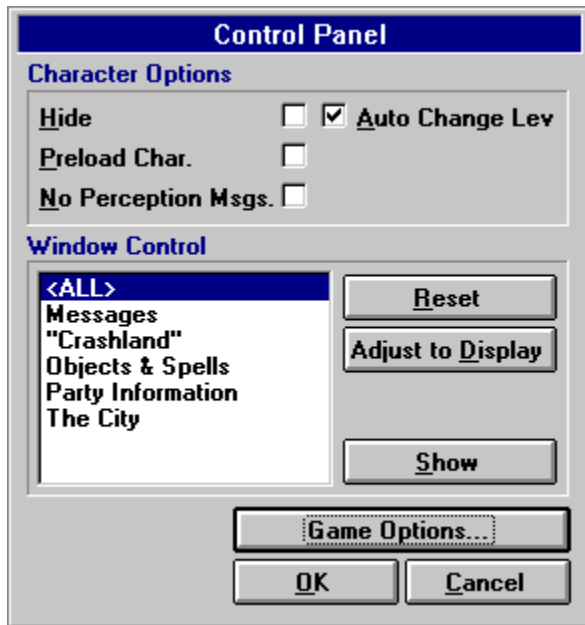 Control Panel
Character Options
Hide
Auto Change Lev
Preload Char.
No Perception Msgs.
Window Control
<ALL>
Messages
"Crashland"
Objects & Spells
Party Information
The City
Reset
Adjust to Display
Show
Game Options...
OK
Cancel